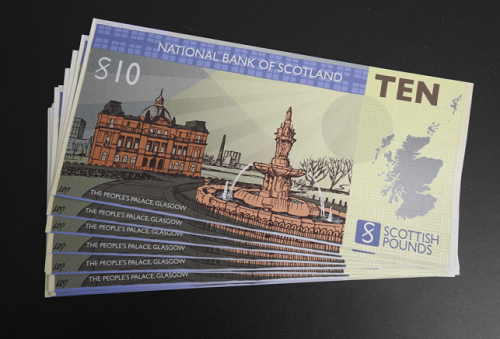 NATIONAL BANK OF SCOTLAND
TEN
10
THE PEOPLE'S PALACE, GLASGOW
SCOTTISH
POUNDS
THE PEOPLE'S PALACE, GLASGOW
THE PEOPLE'S PALACE, GLASGOW
THE PEOPLE'S PALACE, GLASGOW
THE PEOPLE'S PALACE, GLASGOW
THE PEOPLE'S PALACE, GLASGOW